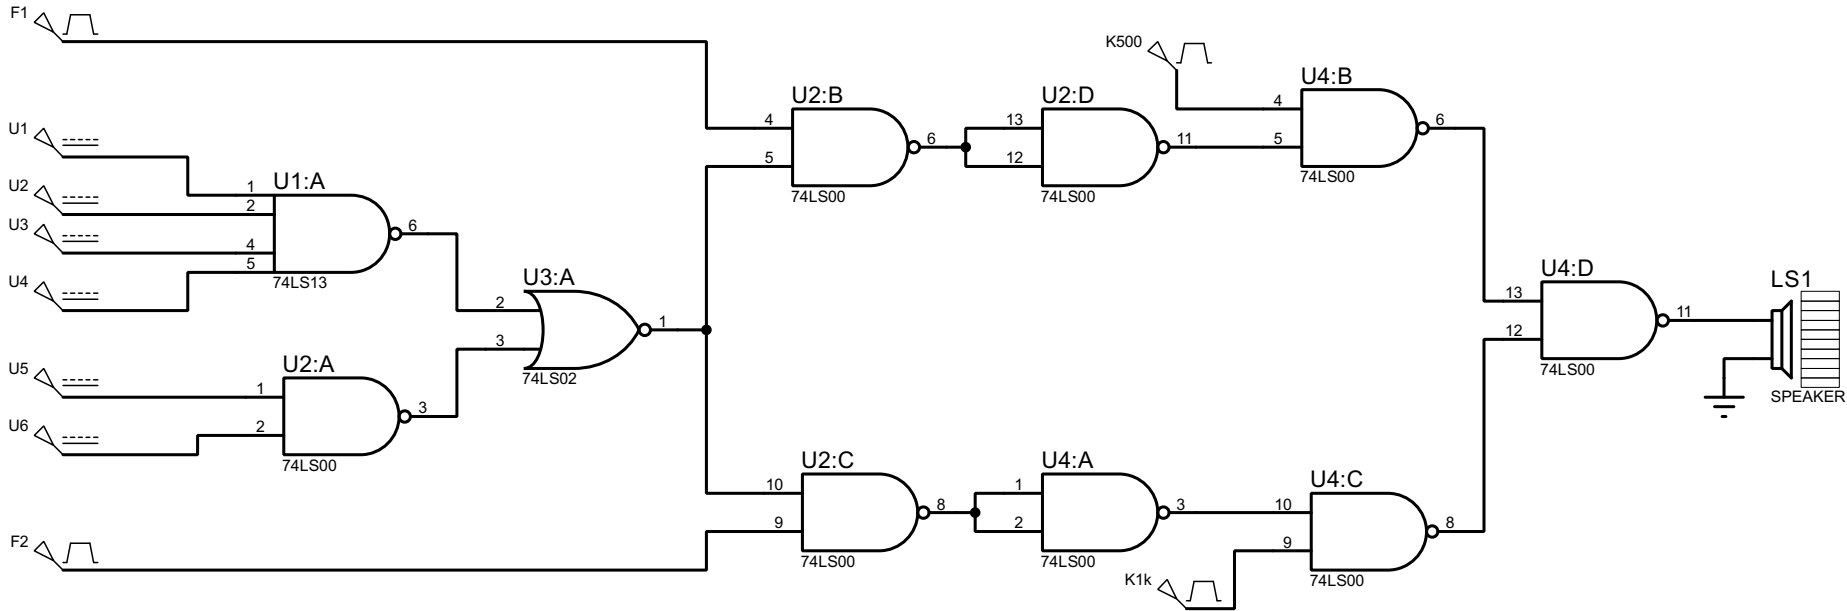 F1
K500
U4:B
U2:B
U2:D
4
6
4
13
6
11
5
5
12
74LS00
74LS00
74LS00
U1
U1:A
U2
1
2
6
U3
4
5
U4
74LS13
U3:A
2
1
3
74LS02
U4:D
LS1
13
11
12
74LS00
SPEAKER
U5
U2:A
1
3
U6
2
74LS00
U2:C
U4:A
U4:C
10
1
10
8
3
8
9
2
9
74LS00
74LS00
74LS00
F2
K1k